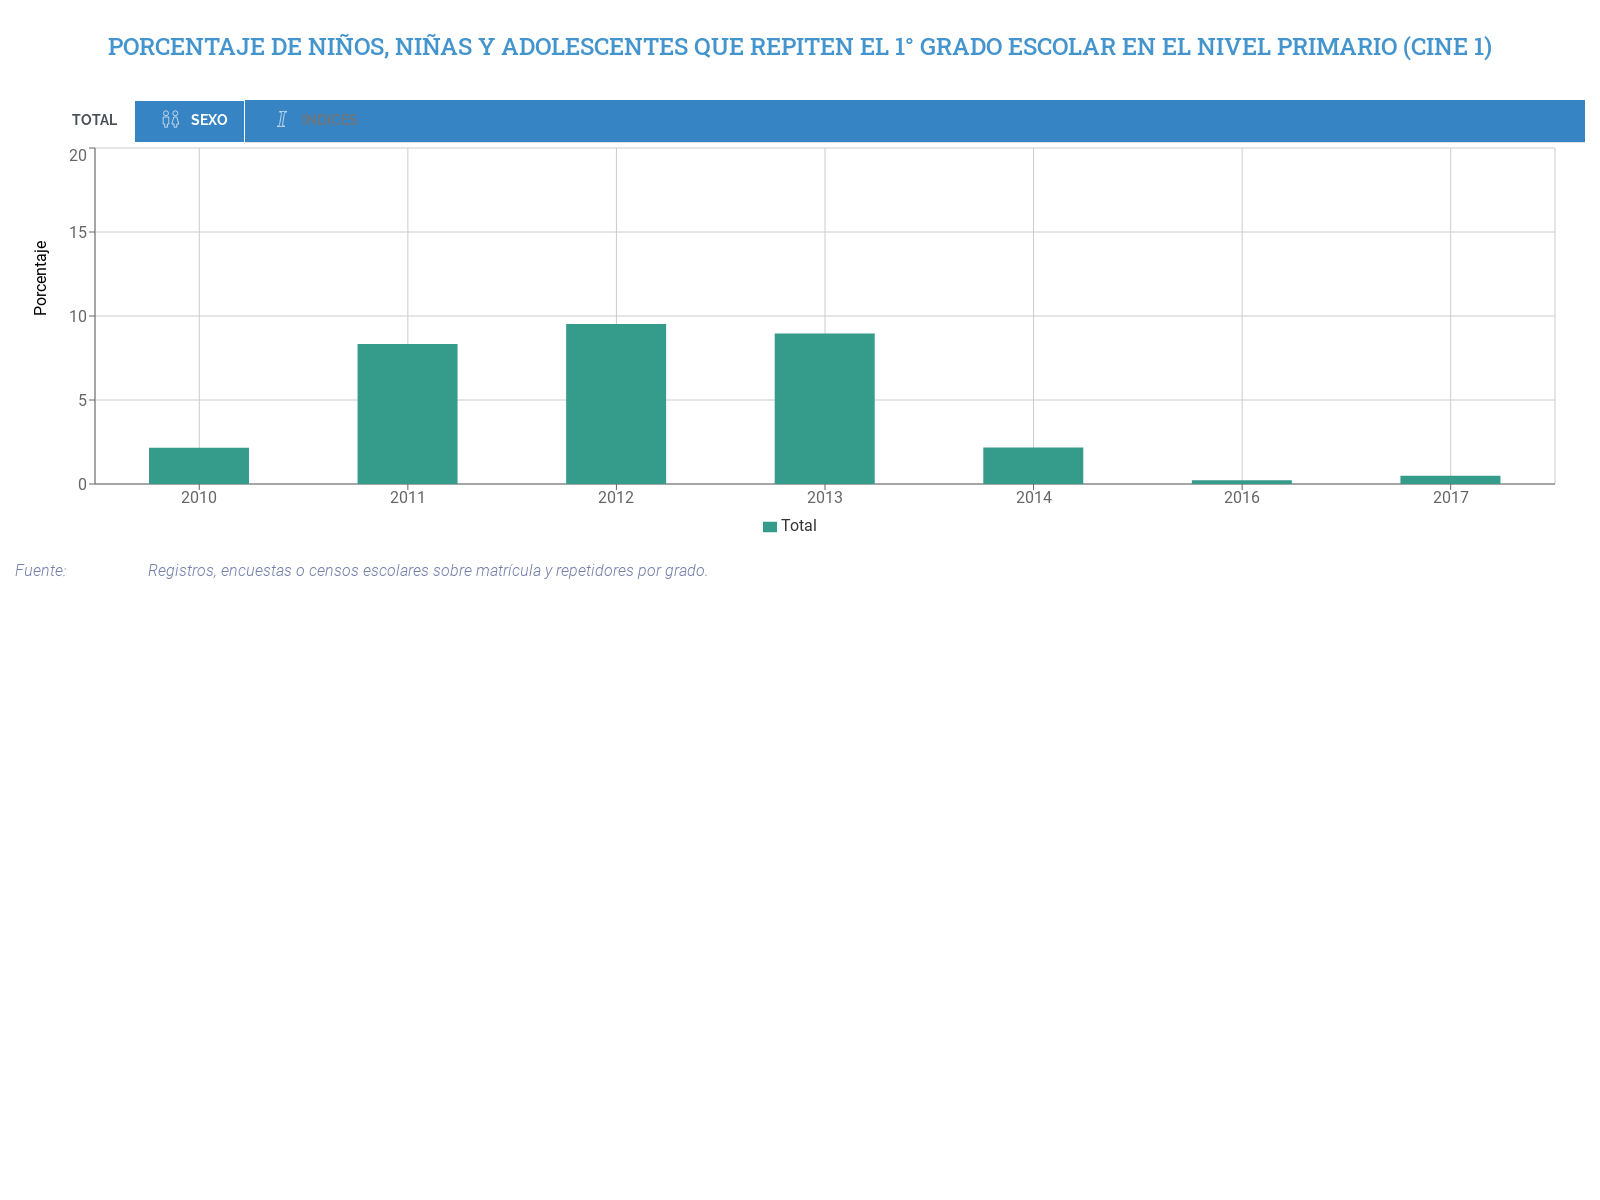 PORCENTAJE DE NIÑOS, NIÑAS Y ADOLESCENTES QUE REPITEN EL 1° GRADO ESCOLAR EN EL NIVEL PRIMARIO (CINE 1)
TOTAL SEXO INDICES
Porcentaje
20
15
10
5
0
2010 2011 2012 2013 2014 2016 2017
Total
Fuente: Registros, encuestas o censos escolares sobre matrícula y repetidores por grado.